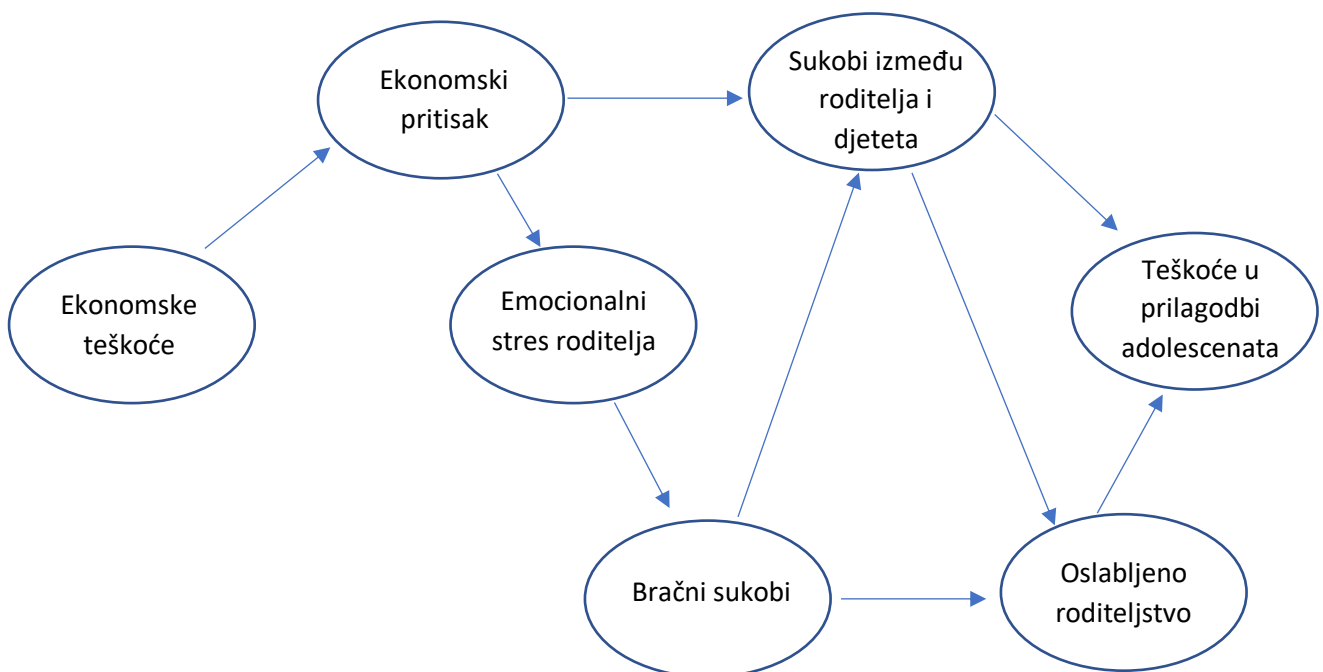 Ekonomski
pritisak
Sukobi između
roditelja i
djeteta
Ekonomske
teškoće
Emocionalni
stres roditelja
Teškoće u
prilagodbi
adolescenata
Bračni sukobi
Oslabljeno
roditeljstvo